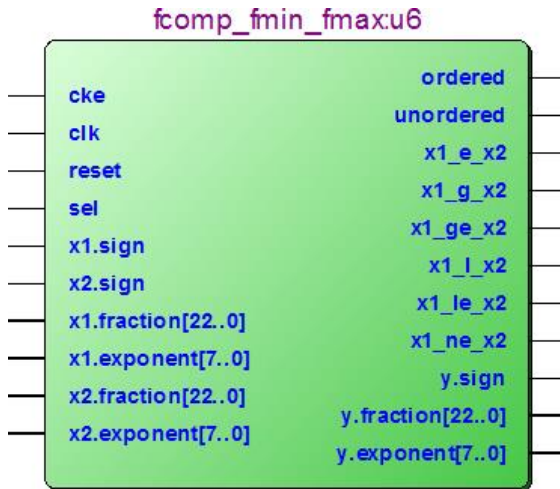 fcomp_fmin_fmax:u6
cke
clk
reset
sel
x1.sign
x2.sign
x1.fraction[22..0]
x1.exponent[7..0]
x2.fraction[22..0]
x2.exponent[7..0]
ordered
unordered
x1_e_x2
x1_g_x2
x1_ge_x2
x1_l_x2
x1_le_x2
x1_ne_x2
y.sign
y.fraction[22..0]
y.exponent[7..0]